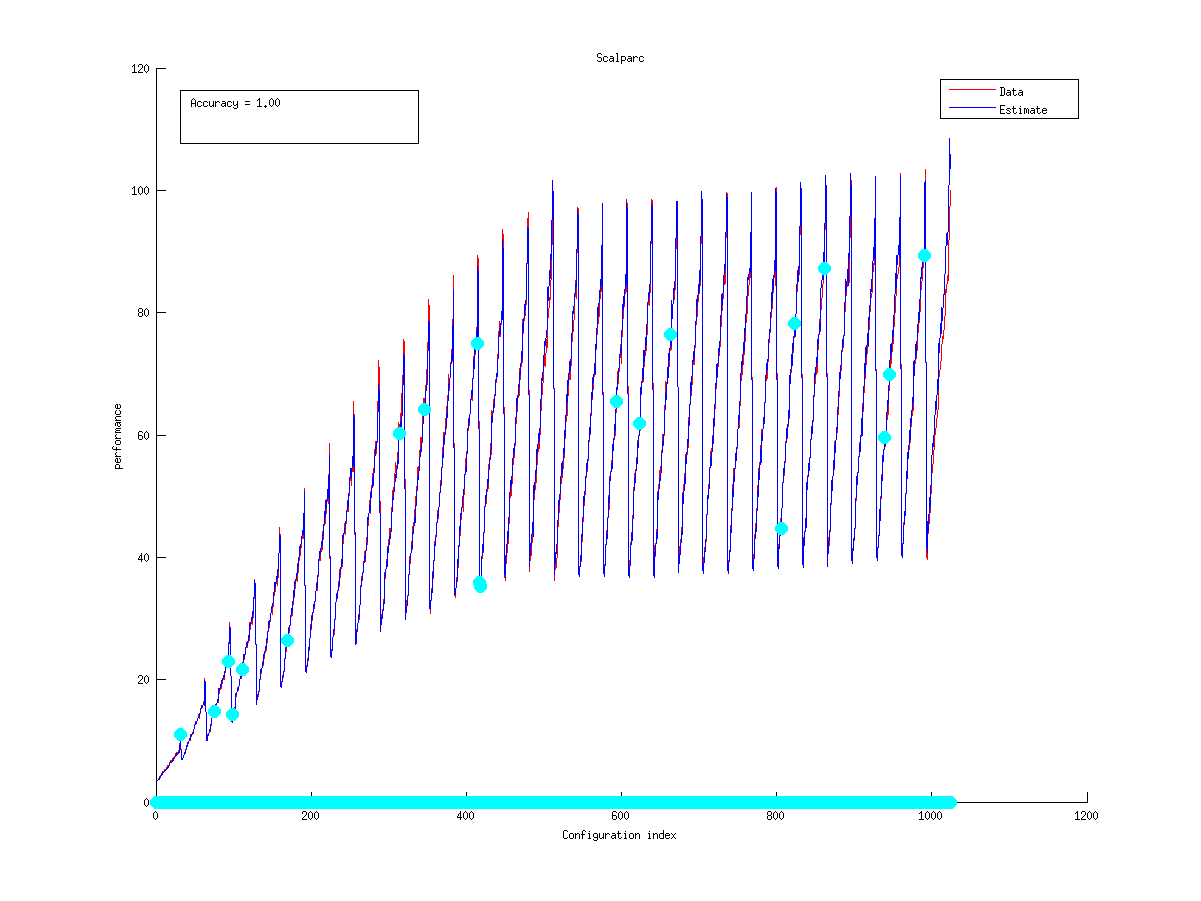 Scalparc
Accuracy = 1.00
Data
Estimate
performance
120
100
80
60
40
20
0
0 200 400 600 800 1000 1200
Configuration index